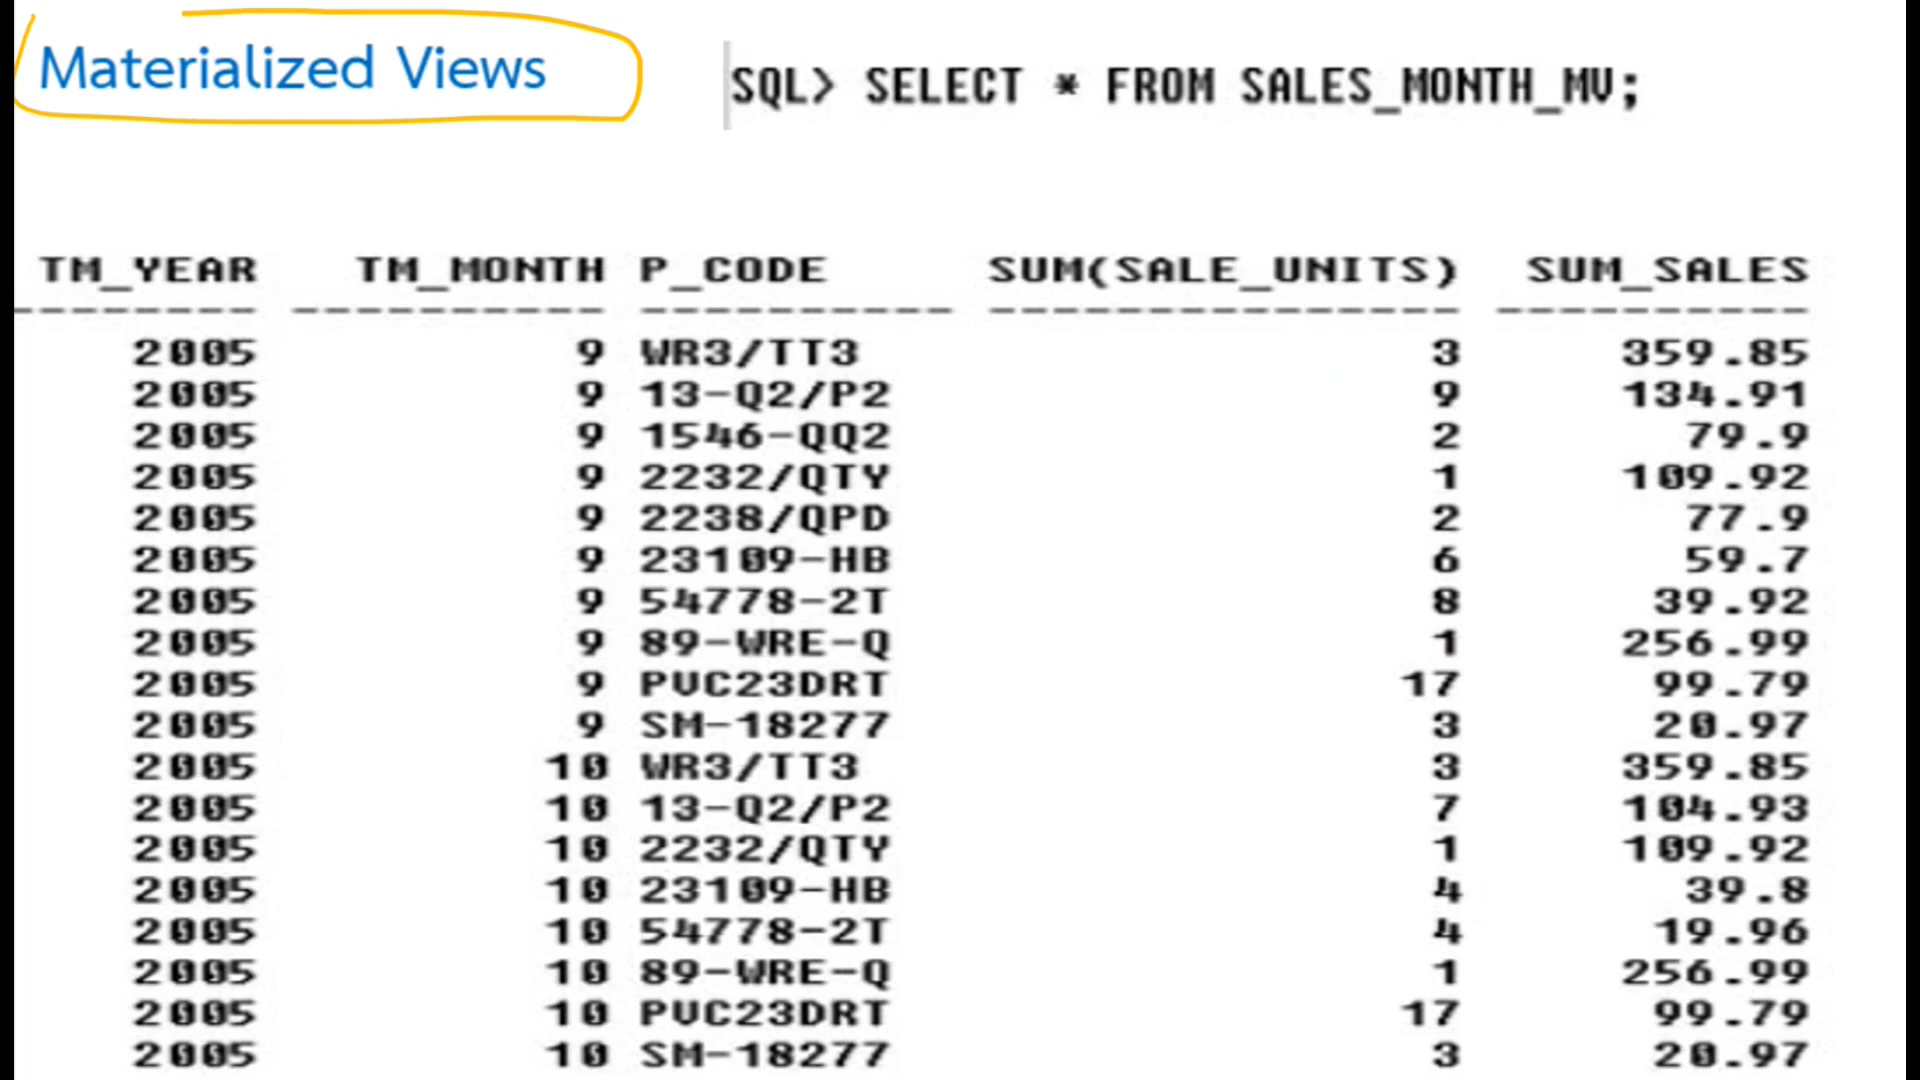 Materialized Views
SQL> SELECT * FROM SALES_MONTH_MV;
TM_YEAR TM_MONTH P_CODE SUM(SALE_UNITS) SUM_SALES
-------- ---------- ---------- --------------- ----------
2005 9 WR3/TT3 3 359.85
2005 9 13-Q2/P2 9 134.91
2005 9 1546-QQ2 2 79.9
2005 9 2232/QTY 1 109.92
2005 9 2238/QPD 2 77.9
2005 9 23109-HB 6 59.7
2005 9 54778-2T 8 39.92
2005 9 89-WRE-Q 1 256.99
2005 9 PVC23DRT 17 99.79
2005 9 SM-18277 3 20.97
2005 10 WR3/TT3 3 359.85
2005 10 13-Q2/P2 7 104.93
2005 10 2232/QTY 1 109.92
2005 10 23109-HB 4 39.8
2005 10 54778-2T 4 19.96
2005 10 89-WRE-Q 1 256.99
2005 10 PVC23DRT 17 99.79
2005 10 SM-18277 3 20.97